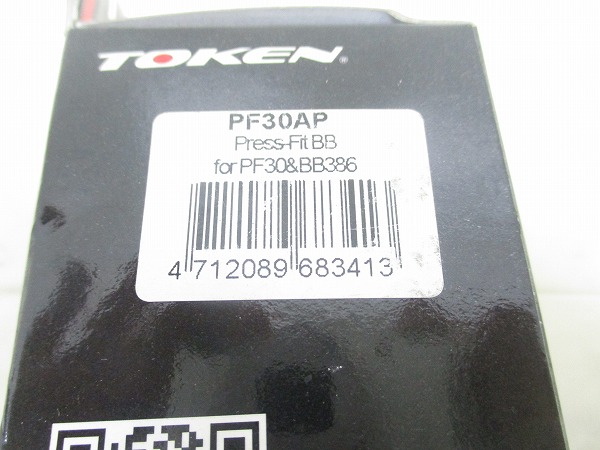 TOKEN®
PF30AP
Press-Fit BB
for PF30&BB386
4 712089 683413